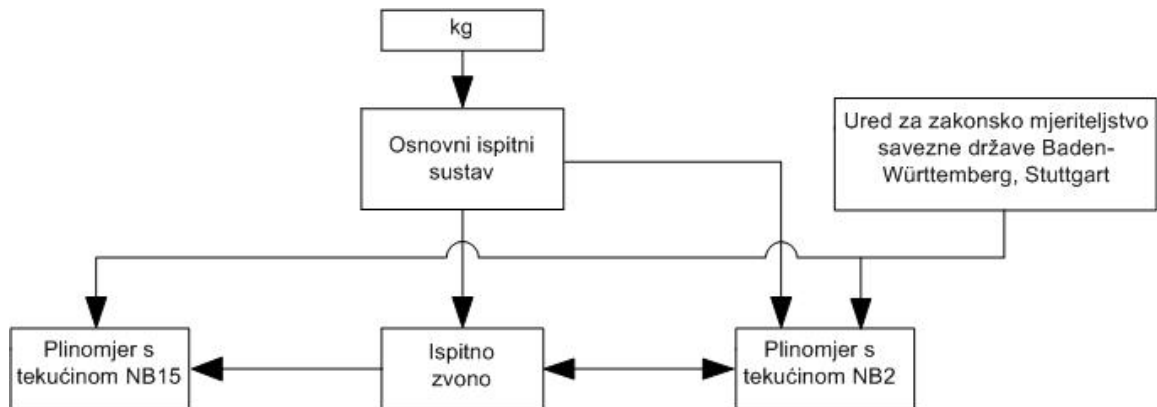 kg
Osnovni ispitni
sustav
Ured za zakonsko mjeriteljstvo
savezne države Baden-
Württemberg, Stuttgart
Plinomjer s
tekućinom NB15
Ispitno
zvono
Plinomjer s
tekućinom NB2